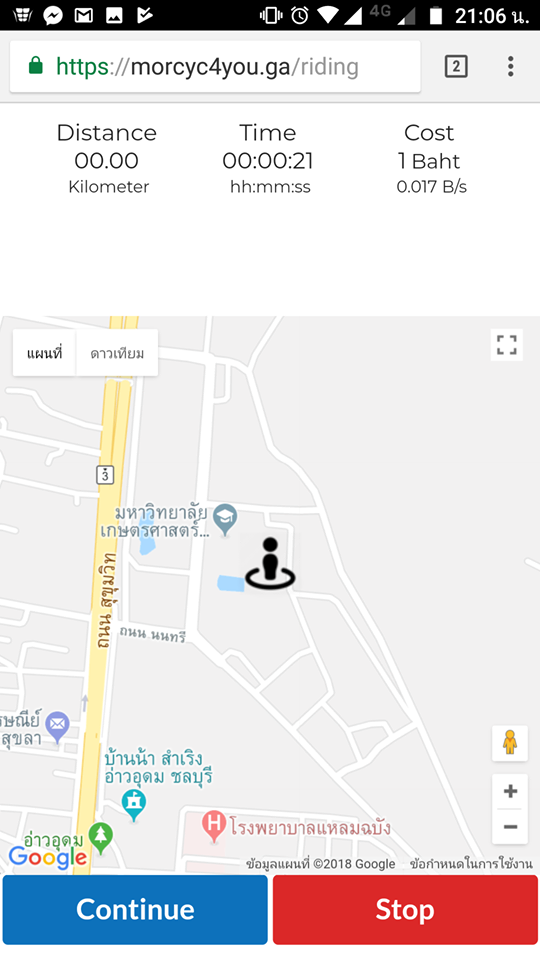 4G
21:06 น.
https://morcyc4you.ga/riding
2
Distance Time Cost
00.00 00:00:21 1 Baht
Kilometer hh:mm:ss 0.017 B/s
แผนที่ ดาวเทียม
3
มหาวิทยาลัย
เกษตรศาสตร์...
ถนน สุขุมวิท
ถนน นนทรี
รษณีย์
สุขลา
บ้านน้า สำเริง
อ่าวอุดม ชลบุรี
H
โรงพยาบาลแหลมฉบัง
อ่าวอุดม
Google
ข้อมูลแผนที่ ©2018 Google ข้อกำหนดในการใช้งาน
+
−
Continue Stop